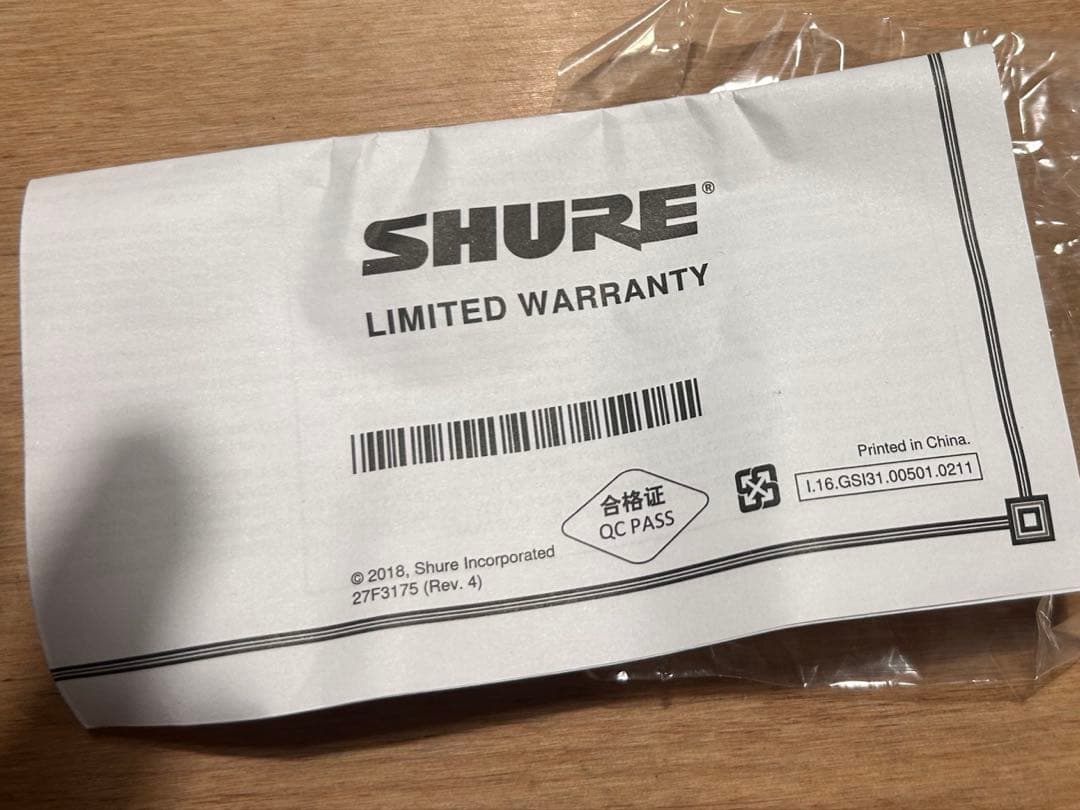 SHURE®
LIMITED WARRANTY
Printed in China.
I.16.GSI31.00501.0211
合格证
QC PASS
© 2018, Shure Incorporated
27F3175 (Rev. 4)